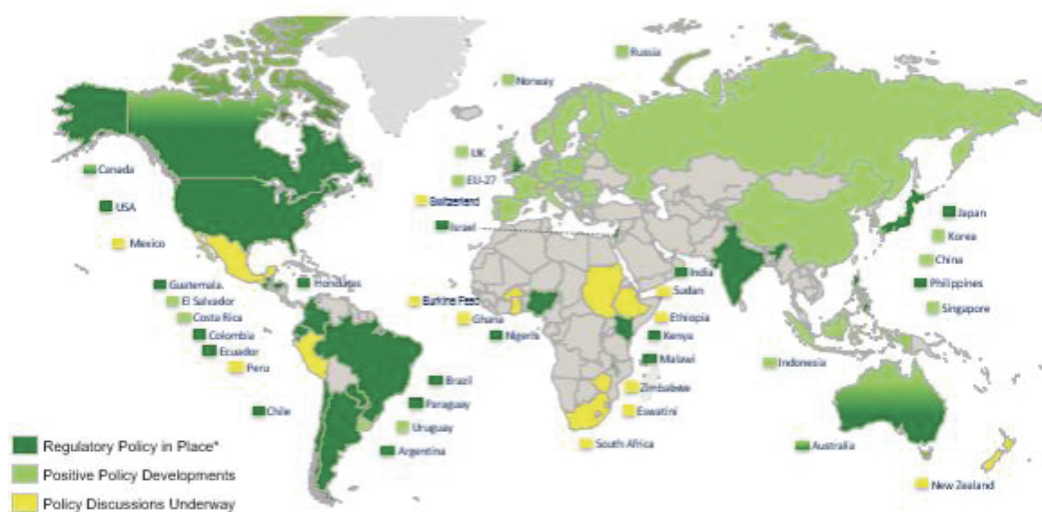 Russia
Norway
UK
EU-27
Switzerland
Israel
Canada
USA
Mexico
Guatemala.
Honduras
El Salvador
Costa Rica
Colombia
Ecuador
Peru
Chile
Brazil
Paraguay
Uruguay
Argentina
Burkina Faso
Ghana
Nigeria
India
Sudan
Ethiopia
Kenya
Malawi
Zimbabwe
Eswatini
South Africa
Japan
Korea
China
Philippines
Singapore
Indonesia
Australia
New Zealand
Regulatory Policy in Place*
Positive Policy Developments
Policy Discussions Underway